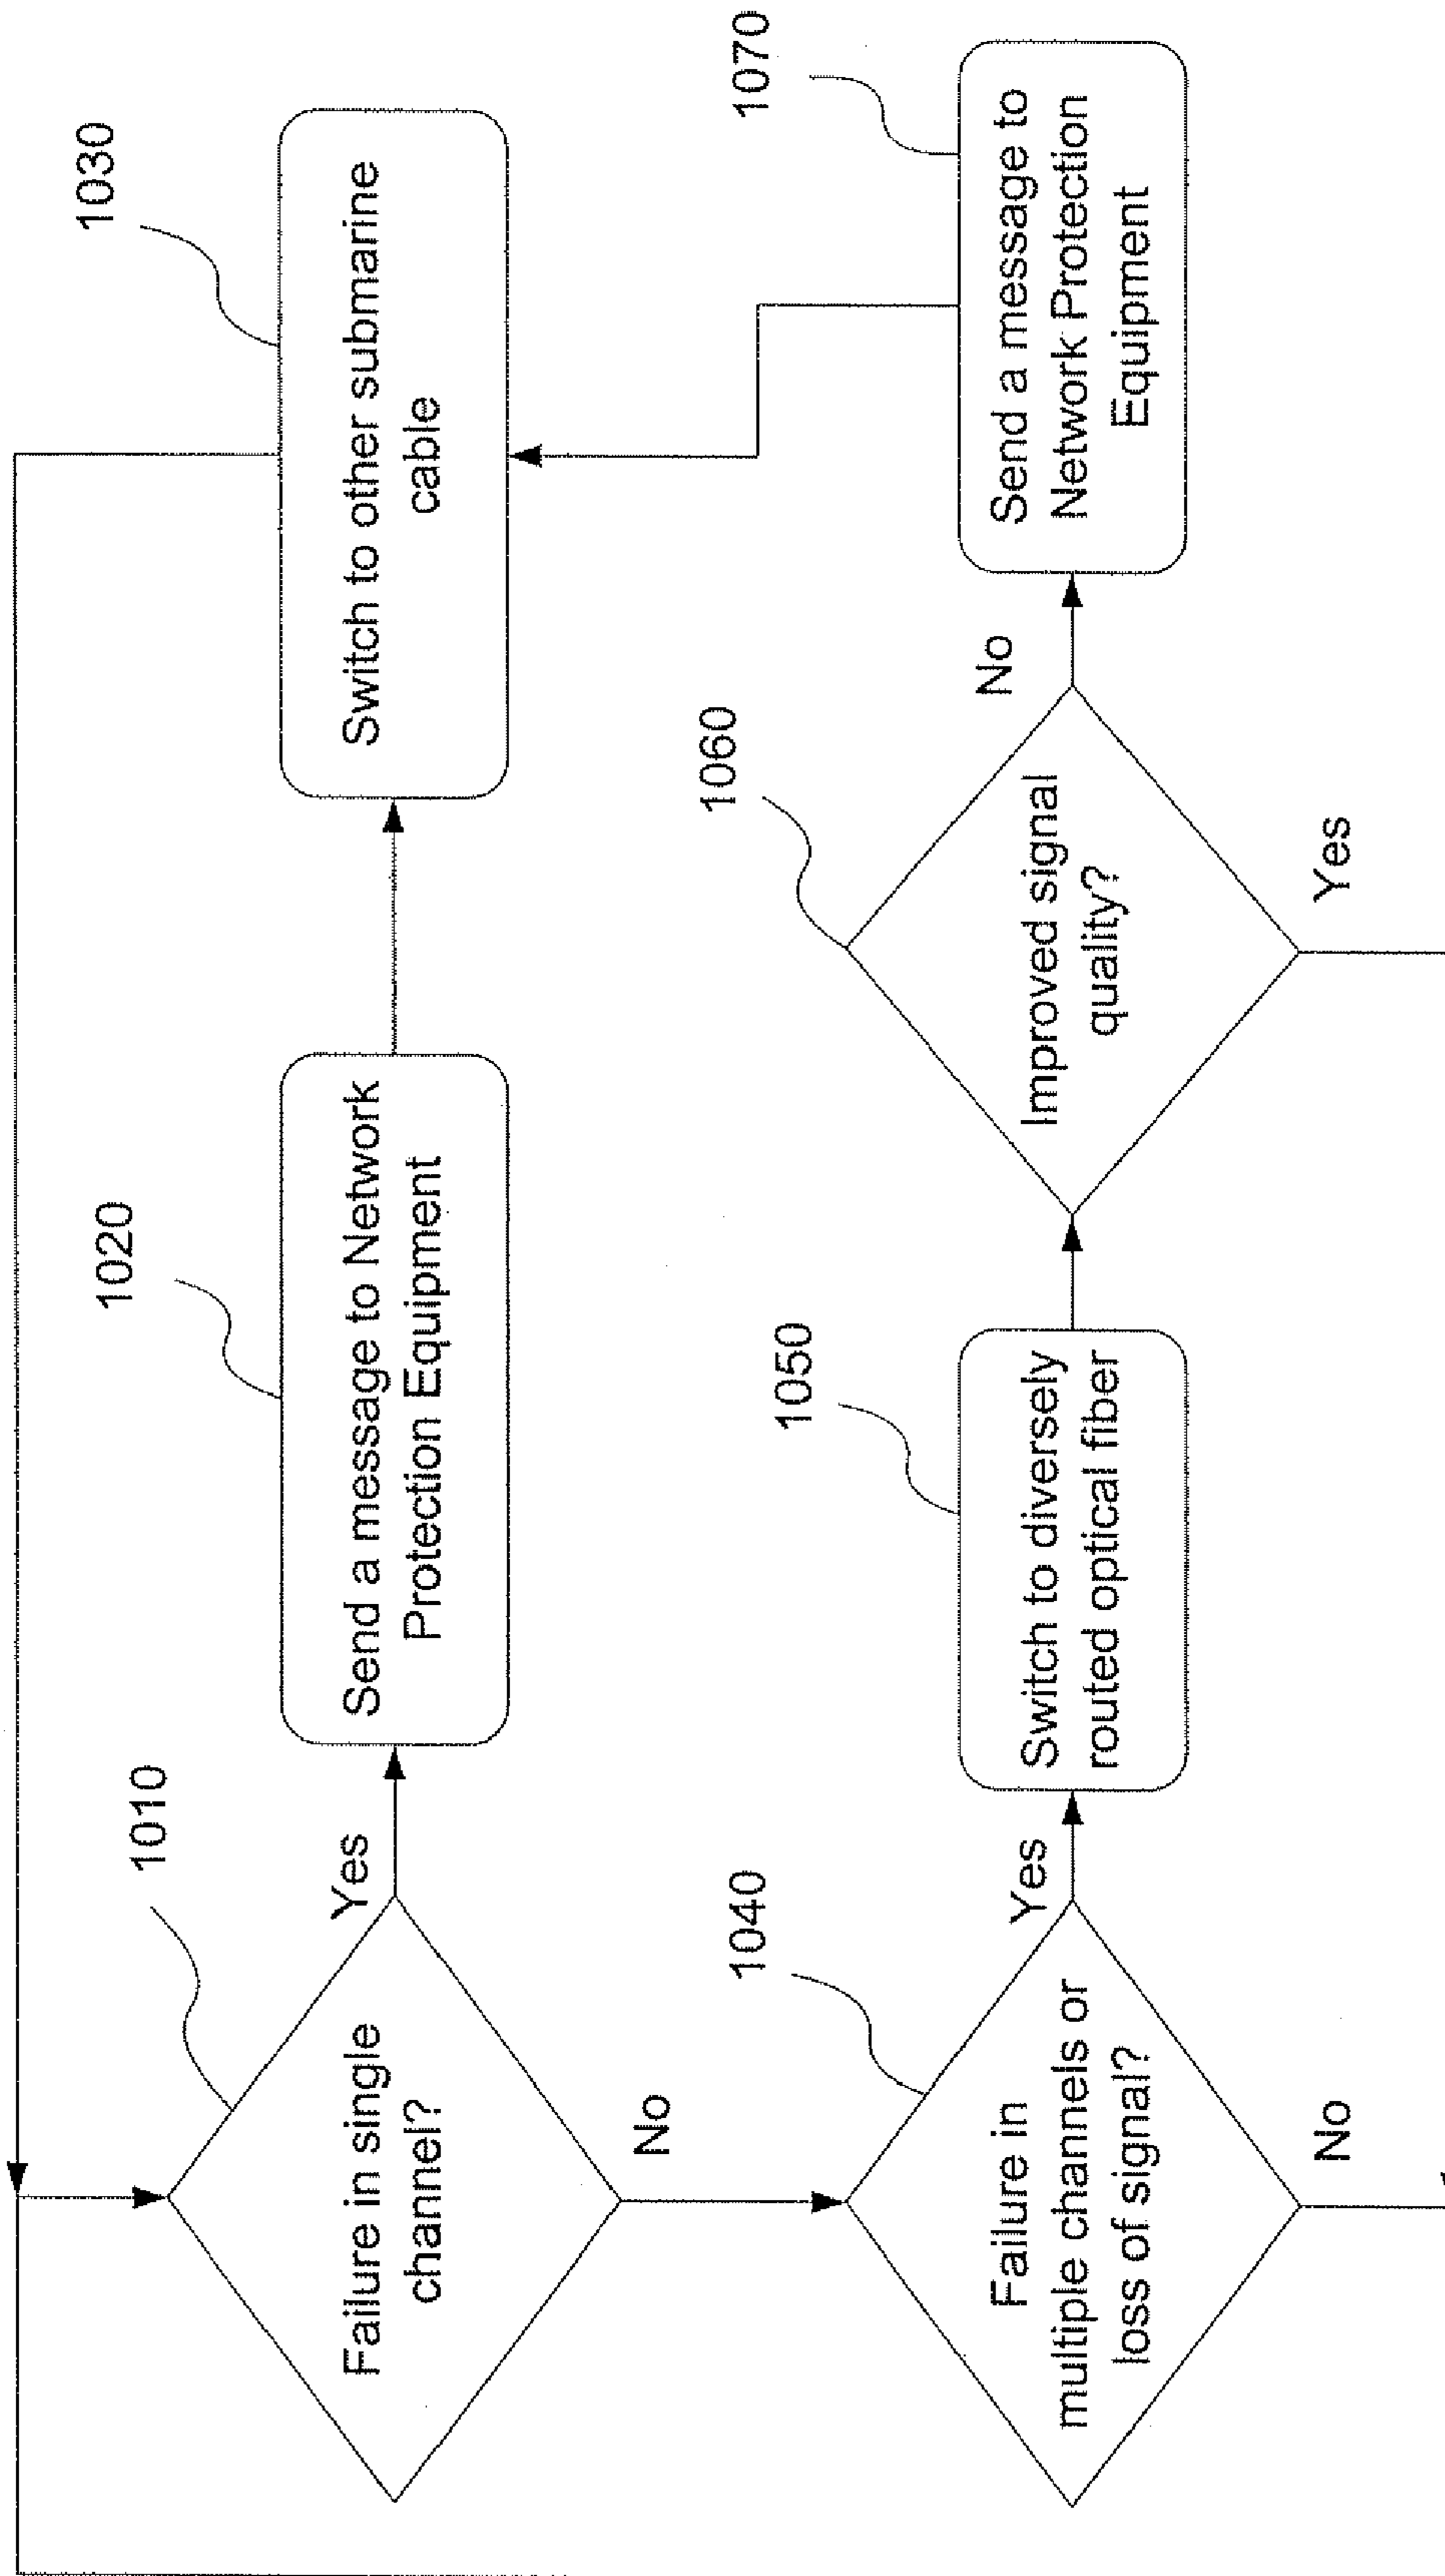 1010
Failure in single
channel?
Yes
No
1020
Send a message to Network
Protection Equipment
1030
Switch to other submarine
cable
1040
Failure in
multiple channels or
loss of signal?
Yes
No
1050
Switch to diversely
routed optical fiber
1060
Improved signal
quality?
No
Yes
1070
Send a message to
Network Protection
Equipment